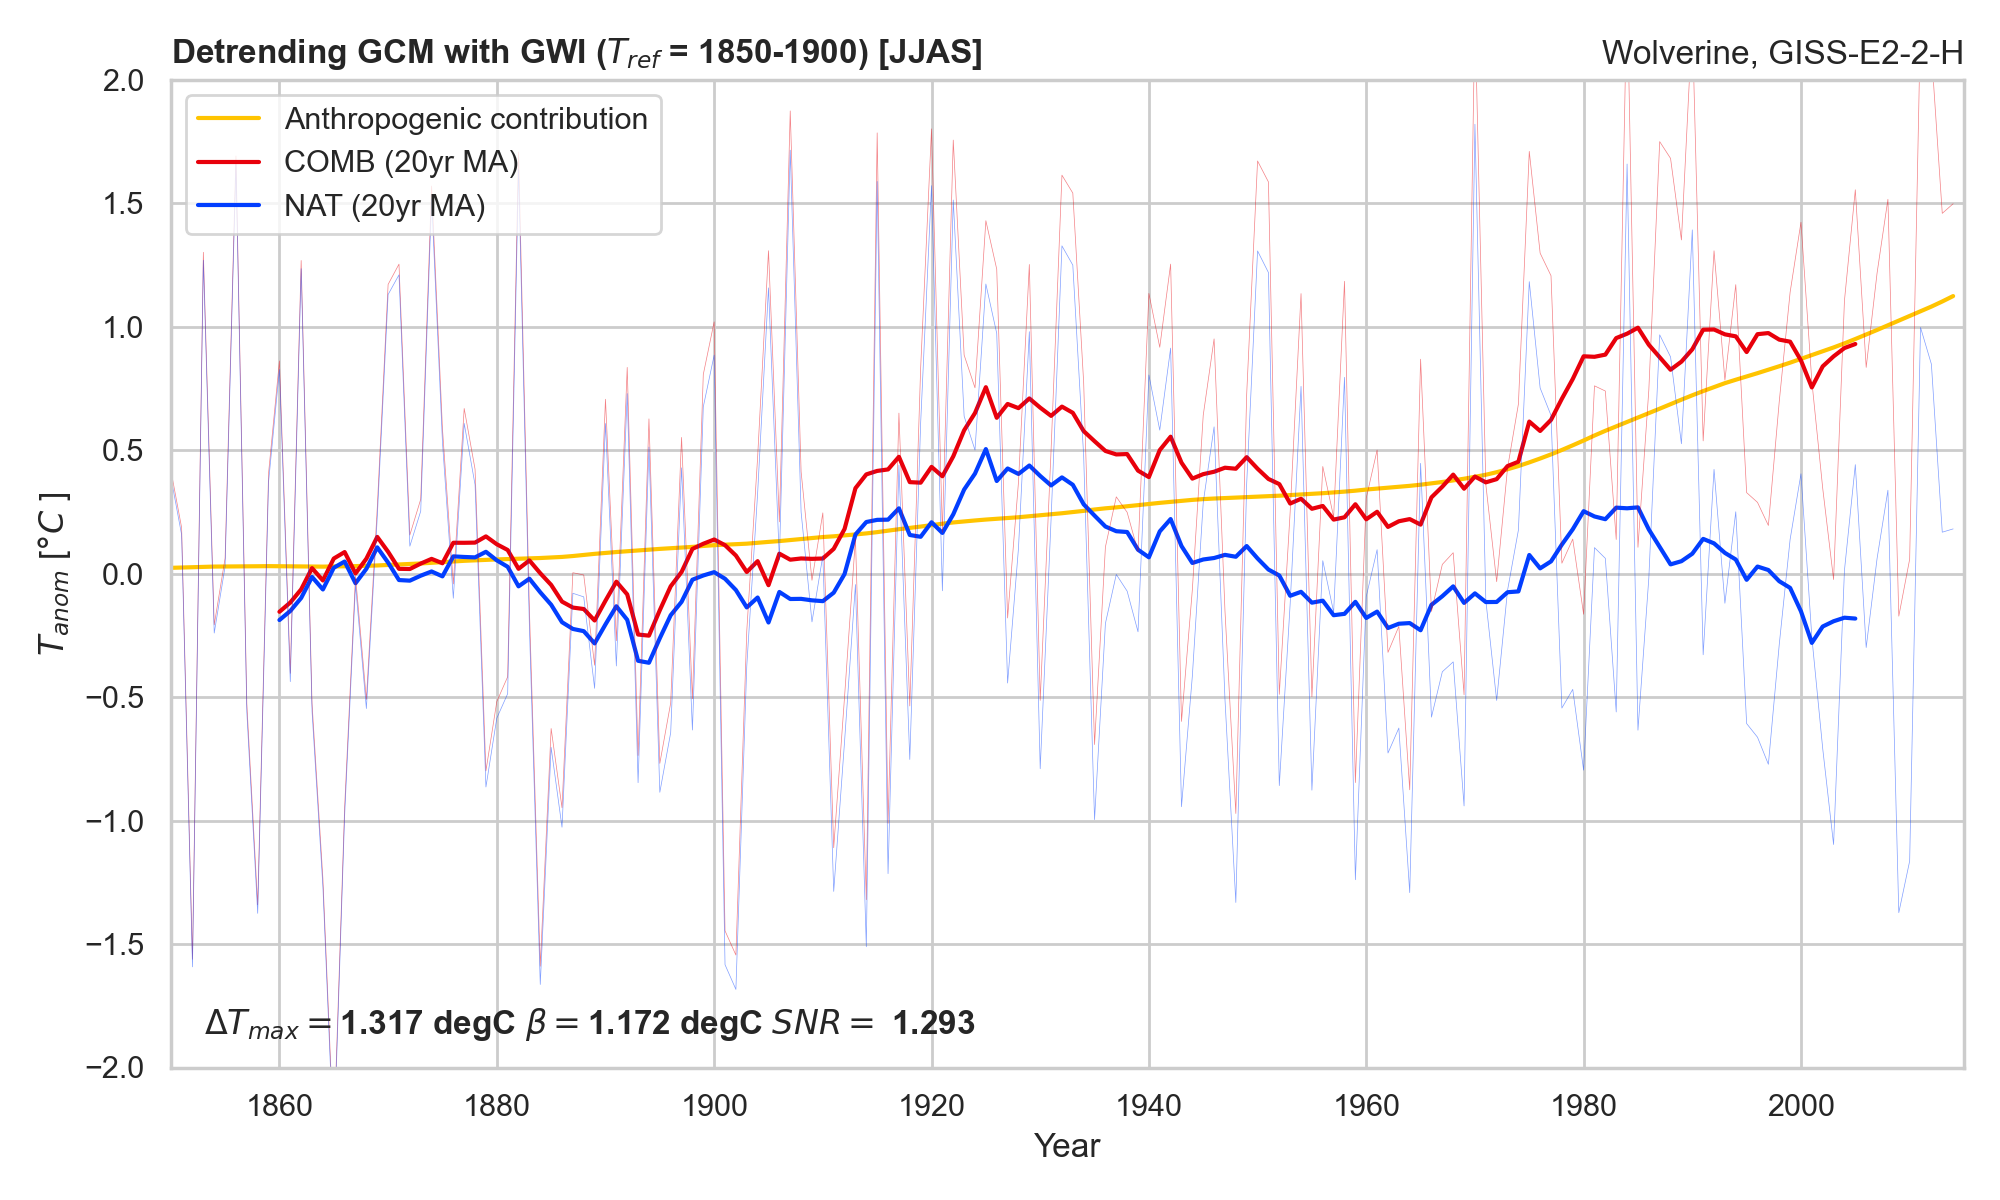 Detrending GCM with GWI (T_ref = 1850-1900) [JJAS]
Wolverine, GISS-E2-2-H
2.0
1.5
1.0
0.5
0.0
−0.5
−1.0
−1.5
−2.0
T_anom [°C ]
Anthropogenic contribution
COMB (20yr MA)
NAT (20yr MA)
ΔT_max = 1.317 degC β = 1.172 degC SNR = 1.293
1860 1880 1900 1920 1940 1960 1980 2000
Year